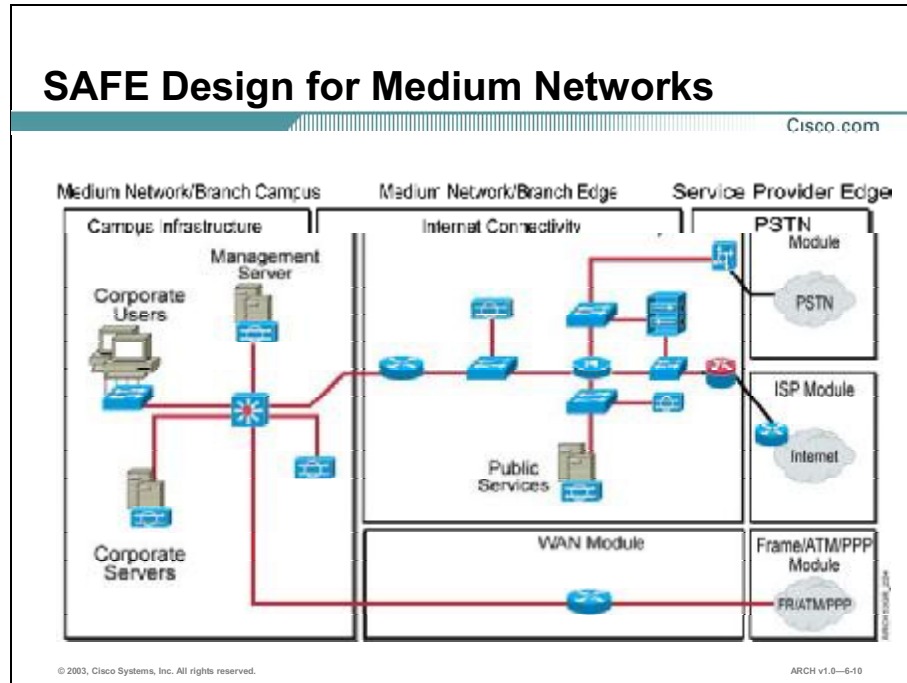 SAFE Design for Medium Networks
Cisco.com
Medium Network/Branch Campus
Medium Network/Branch Edge
Service Provider Edge
Campus Infrastructure
Internet Connectivity
PSTN
Module
Management
Server
Corporate
Users
PSTN
ISP Module
Internet
Public
Services
Corporate
Servers
WAN Module
Frame/ATM/PPP
Module
FR/ATM/PPP
© 2003, Cisco Systems, Inc. All rights reserved.
ARCH v1.0—6-10